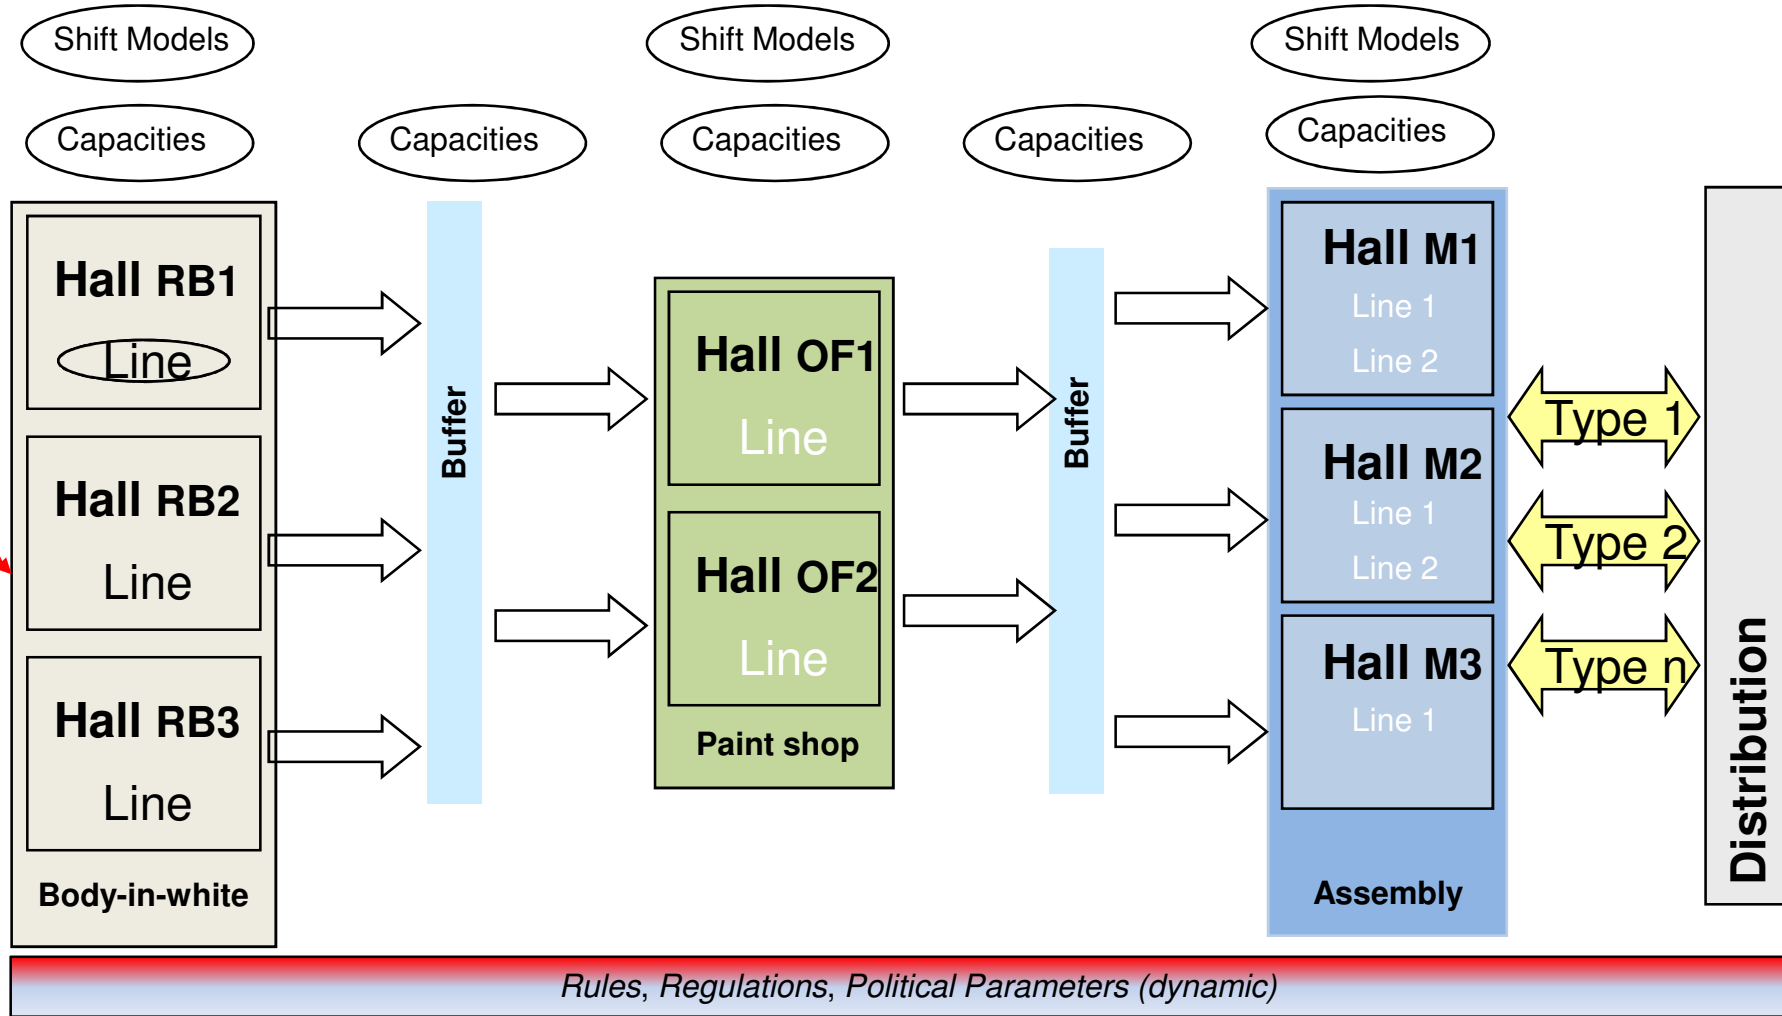 Shift Models
Shift Models
Shift Models
Capacities
Capacities
Capacities
Capacities
Capacities
Hall RB1
Line
Hall RB2
Line
Hall RB3
Line
Body-in-white
Buffer
Hall OF1
Line
Hall OF2
Line
Paint shop
Buffer
Hall M1
Line 1
Line 2
Hall M2
Line 1
Line 2
Hall M3
Line 1
Assembly
Type 1
Type 2
Type n
Distribution
Rules, Regulations, Political Parameters (dynamic)